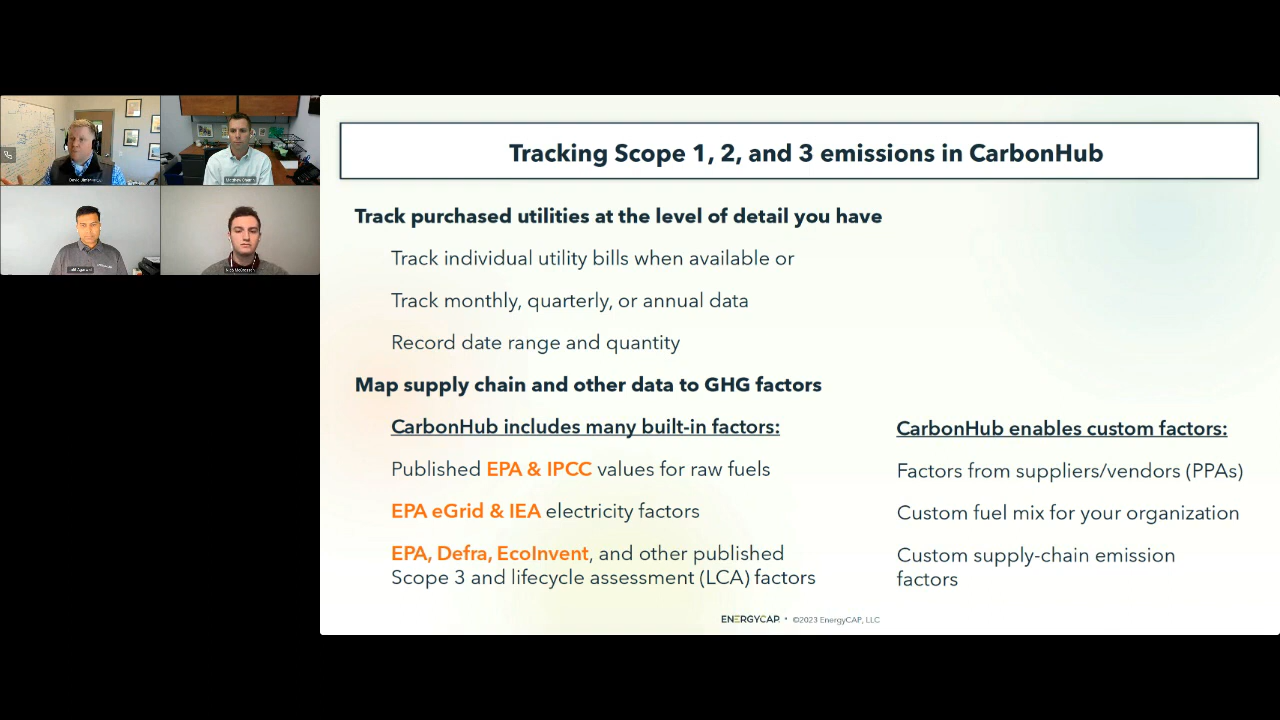 Tracking Scope 1, 2, and 3 emissions in CarbonHub
Track purchased utilities at the level of detail you have
Track individual utility bills when available or
Track monthly, quarterly, or annual data
Record date range and quantity
Map supply chain and other data to GHG factors
CarbonHub includes many built-in factors:
Published EPA & IPCC values for raw fuels
EPA eGrid & IEA electricity factors
EPA, Defra, EcoInvent, and other published
Scope 3 and lifecycle assessment (LCA) factors
CarbonHub enables custom factors:
Factors from suppliers/vendors (PPAs)
Custom fuel mix for your organization
Custom supply-chain emission
factors
ENERGYCAP • ©2023 EnergyCAP, LLC